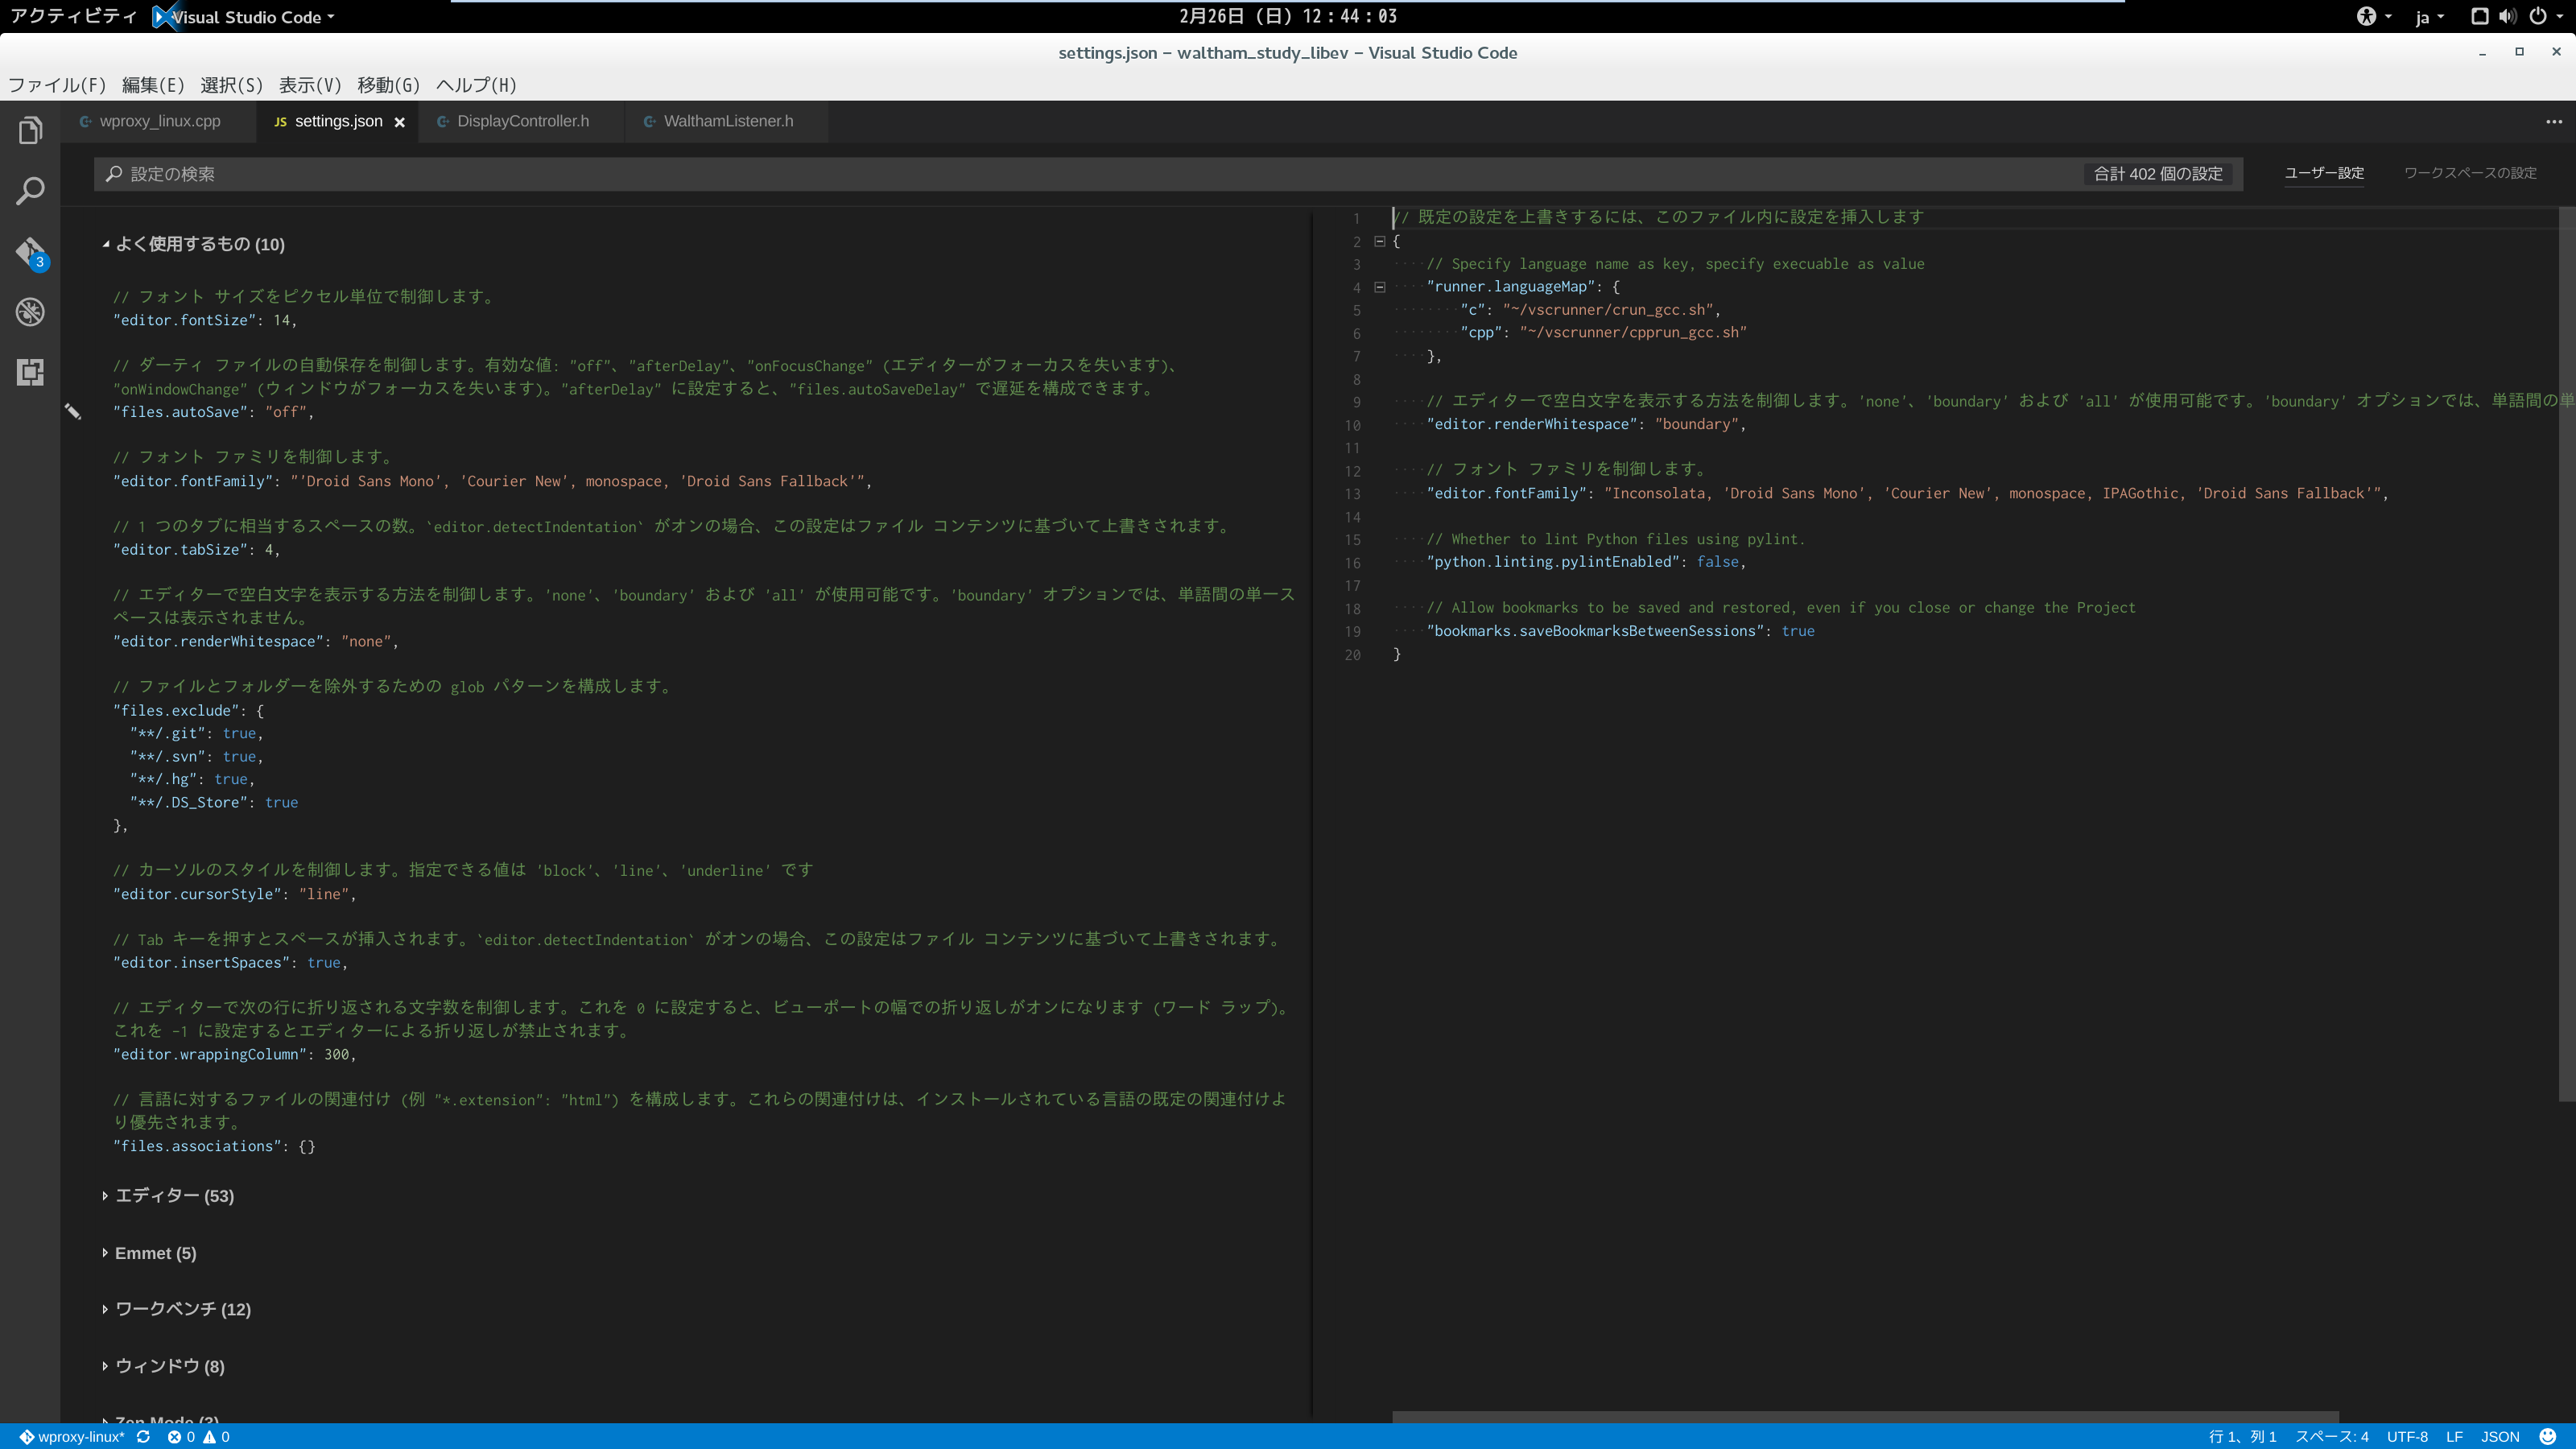 アクティビティ Visual Studio Code 2月26日 (日) 12：44：03 ja
settings.json – waltham_study_libev – Visual Studio Code
ファイル(F) 編集(E) 選択(S) 表示(V) 移動(G) ヘルプ(H)
wproxy_linux.cpp JS settings.json DisplayController.h WalthamListener.h
設定の検索 合計 402 個の設定 ユーザー設定 ワークスペースの設定
3
よく使用するもの (10)
// フォント サイズをピクセル単位で制御します。
"editor.fontSize": 14,
// ダーティ ファイルの自動保存を制御します。有効な値: "off"、"afterDelay"、"onFocusChange" (エディターがフォーカスを失います)、
"onWindowChange" (ウィンドウがフォーカスを失います)。"afterDelay" に設定すると、"files.autoSaveDelay" で遅延を構成できます。
"files.autoSave": "off",
// フォント ファミリを制御します。
"editor.fontFamily": "'Droid Sans Mono', 'Courier New', monospace, 'Droid Sans Fallback'",
// 1 つのタブに相当するスペースの数。`editor.detectIndentation` がオンの場合、この設定はファイル コンテンツに基づいて上書きされます。
"editor.tabSize": 4,
// エディターで空白文字を表示する方法を制御します。'none'、'boundary' および 'all' が使用可能です。'boundary' オプションでは、単語間の単一ス
ペースは表示されません。
"editor.renderWhitespace": "none",
// ファイルとフォルダーを除外するための glob パターンを構成します。
"files.exclude": {
"**/.git": true,
"**/.svn": true,
"**/.hg": true,
"**/.DS_Store": true
},
// カーソルのスタイルを制御します。指定できる値は 'block'、'line'、'underline' です
"editor.cursorStyle": "line",
// Tab キーを押すとスペースが挿入されます。`editor.detectIndentation` がオンの場合、この設定はファイル コンテンツに基づいて上書きされます。
"editor.insertSpaces": true,
// エディターで次の行に折り返される文字数を制御します。これを 0 に設定すると、ビューポートの幅での折り返しがオンになります (ワード ラップ)。
これを -1 に設定するとエディターによる折り返しが禁止されます。
"editor.wrappingColumn": 300,
// 言語に対するファイルの関連付け (例 "*.extension": "html") を構成します。これらの関連付けは、インストールされている言語の既定の関連付けよ
り優先されます。
"files.associations": {}
エディター (53)
Emmet (5)
ワークベンチ (12)
ウィンドウ (8)
Zen Mode (3)
1 // 既定の設定を上書きするには、このファイル内に設定を挿入します
2 {
3 // Specify language name as key, specify execuable as value
4 "runner.languageMap": {
5 "c": "~/vscrunner/crun_gcc.sh",
6 "cpp": "~/vscrunner/cpprun_gcc.sh"
7 },
8
9 // エディターで空白文字を表示する方法を制御します。'none'、'boundary' および 'all' が使用可能です。'boundary' オプションでは、単語間の単
10 "editor.renderWhitespace": "boundary",
11
12 // フォント ファミリを制御します。
13 "editor.fontFamily": "Inconsolata, 'Droid Sans Mono', 'Courier New', monospace, IPAGothic, 'Droid Sans Fallback'",
14
15 // Whether to lint Python files using pylint.
16 "python.linting.pylintEnabled": false,
17
18 // Allow bookmarks to be saved and restored, even if you close or change the Project
19 "bookmarks.saveBookmarksBetweenSessions": true
20 }
wproxy-linux* 0 0 行 1、列 1 スペース: 4 UTF-8 LF JSON